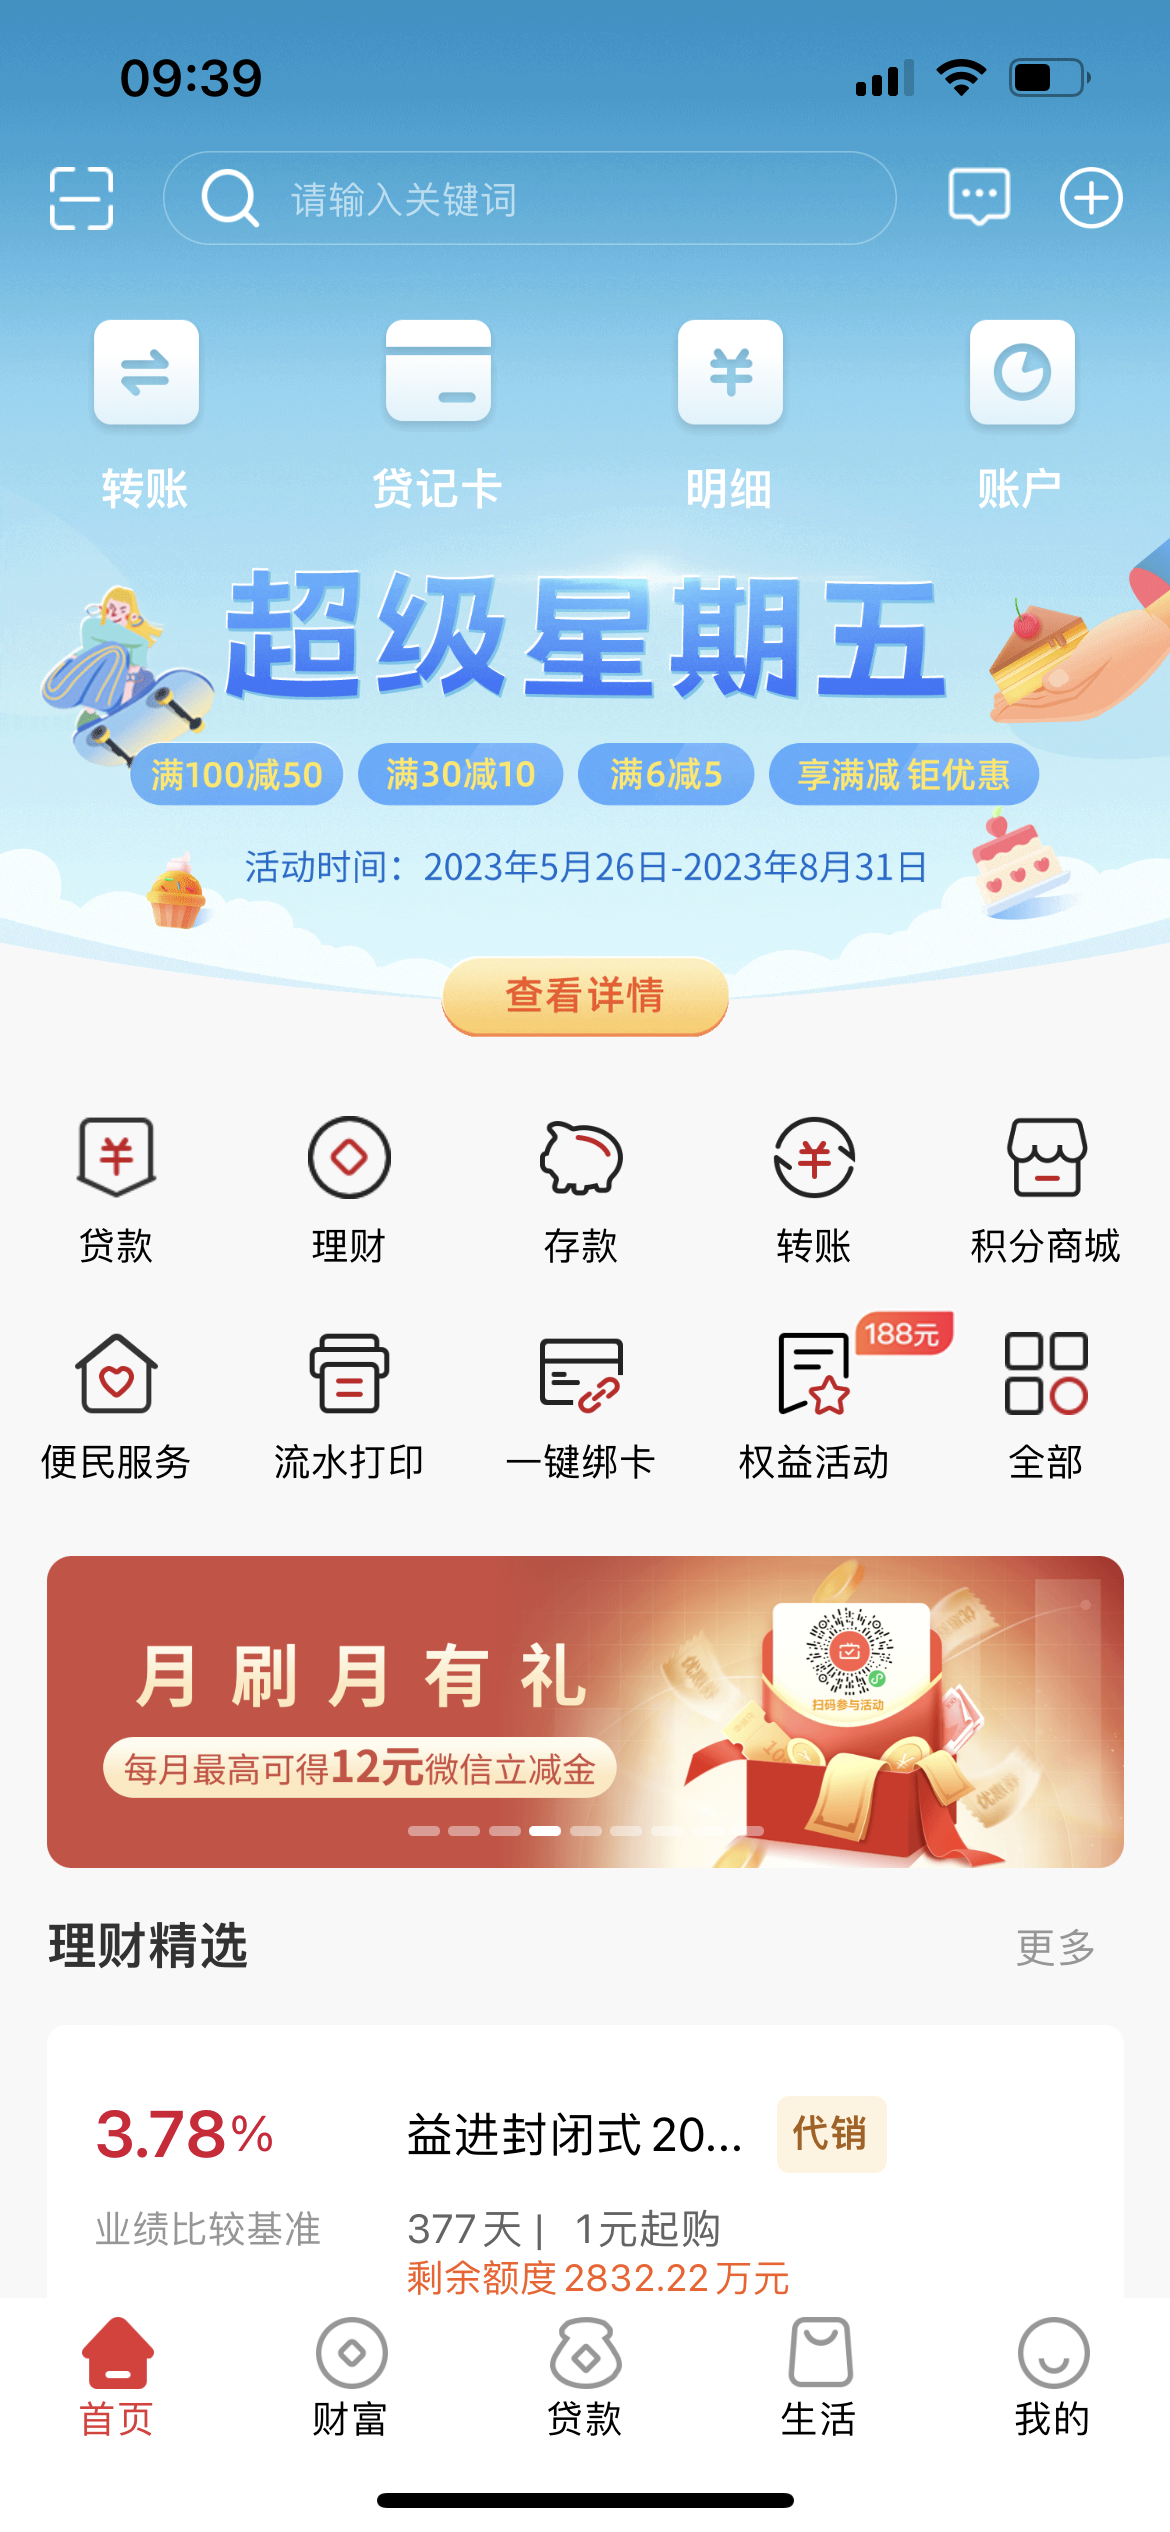 09:39
请输入关键词
转账
贷记卡
明细
账户
超级星期五
满100减50
满30减10
满6减5
享满减 钜优惠
活动时间：2023年5月26日-2023年8月31日
查看详情
贷款
理财
存款
转账
积分商城
188元
便民服务
流水打印
一键绑卡
权益活动
全部
月刷月有礼
扫码参与活动
每月最高可得12元微信立减金
理财精选
更多
3.78%
益进封闭式20...
代销
业绩比较基准
377天 | 1元起购
剩余额度2832.22万元
首页
财富
贷款
生活
我的